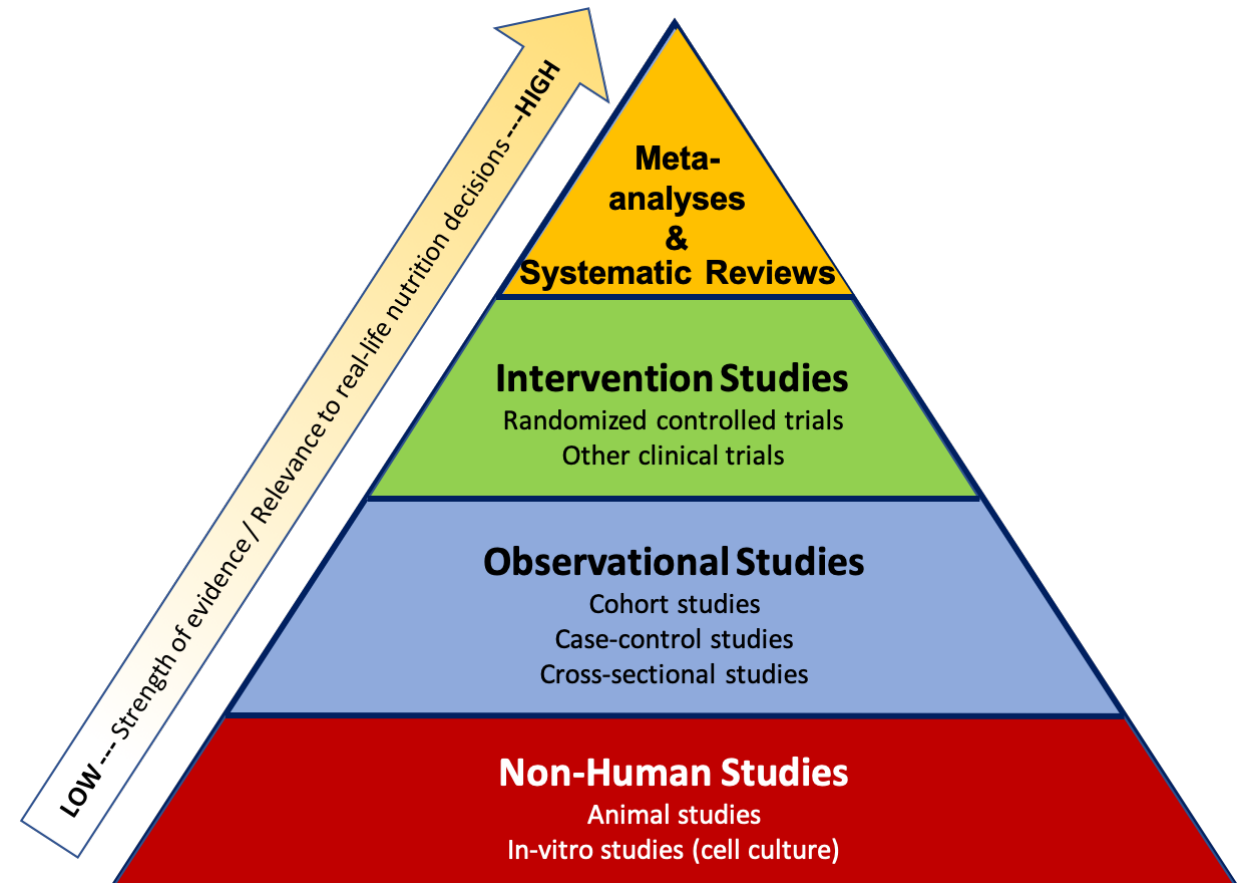 LOW --- Strength of evidence / Relevance to real-life nutrition decisions ---HIGH
Meta-
analyses
&
Systematic Reviews
Intervention Studies
Randomized controlled trials
Other clinical trials
Observational Studies
Cohort studies
Case-control studies
Cross-sectional studies
Non-Human Studies
Animal studies
In-vitro studies (cell culture)